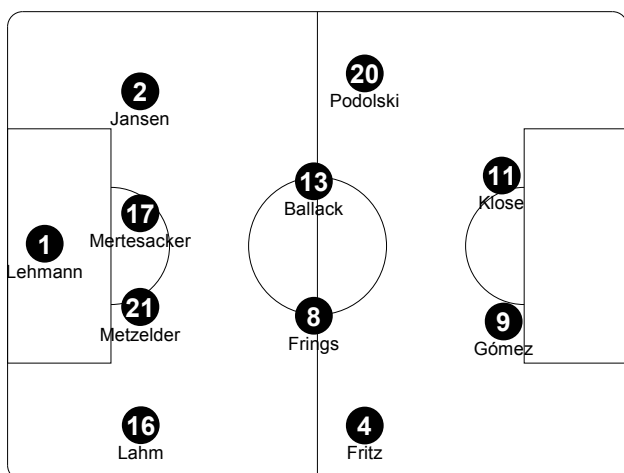 20
Podolski
2
Jansen
13
Ballack
11
Klose
17
Mertesacker
1
Lehmann
21
Metzelder
8
Frings
9
Gómez
16
Lahm
4
Fritz